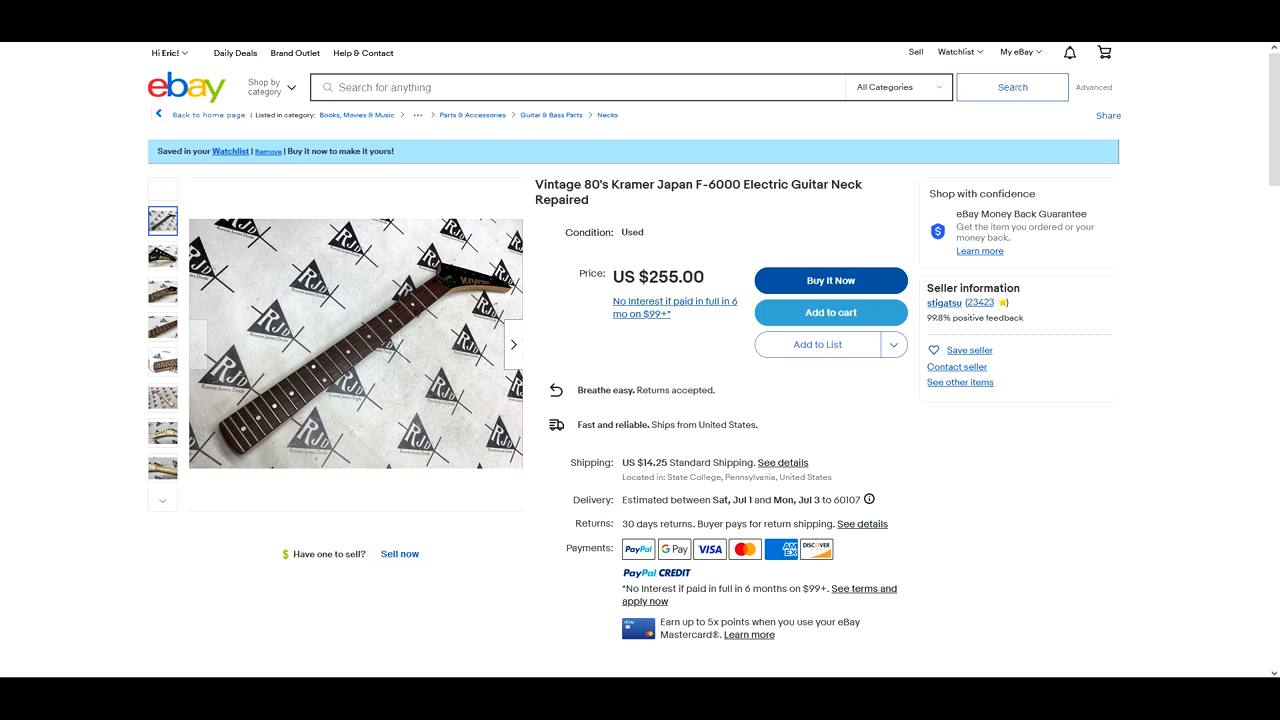 Hi Eric!
Daily Deals
Brand Outlet
Help & Contact
Sell
Watchlist
My eBay
ebay
Shop by
category
Search for anything
All Categories
Search
Advanced
Back to home page | Listed in category: Books, Movies & Music > ... > Parts & Accessories > Guitar & Bass Parts > Necks
Share
Saved in your Watchlist | Remove | Buy it now to make it yours!
Vintage 80's Kramer Japan F-6000 Electric Guitar Neck
Repaired
Condition: Used
Price: US $255.00
No Interest if paid in full in 6
mo on $99+*
Buy It Now
Add to cart
Add to List
Breathe easy. Returns accepted.
Fast and reliable. Ships from United States.
Shipping: US $14.25 Standard Shipping. See details
Located in: State College, Pennsylvania, United States
Delivery: Estimated between Sat, Jul 1 and Mon, Jul 3 to 60107
Returns: 30 days returns. Buyer pays for return shipping. See details
Payments: PayPal G Pay VISA AM EX DISCOVER
PayPal CREDIT
*No Interest if paid in full in 6 months on $99+. See terms and
apply now
Earn up to 5x points when you use your eBay
Mastercard®. Learn more
Shop with confidence
eBay Money Back Guarantee
Get the item you ordered or your
money back.
Learn more
Seller information
stigatsu (23423)
99.8% positive feedback
Save seller
Contact seller
See other items
RJD
Ronnie James Diode
Kramer
Have one to sell? Sell now